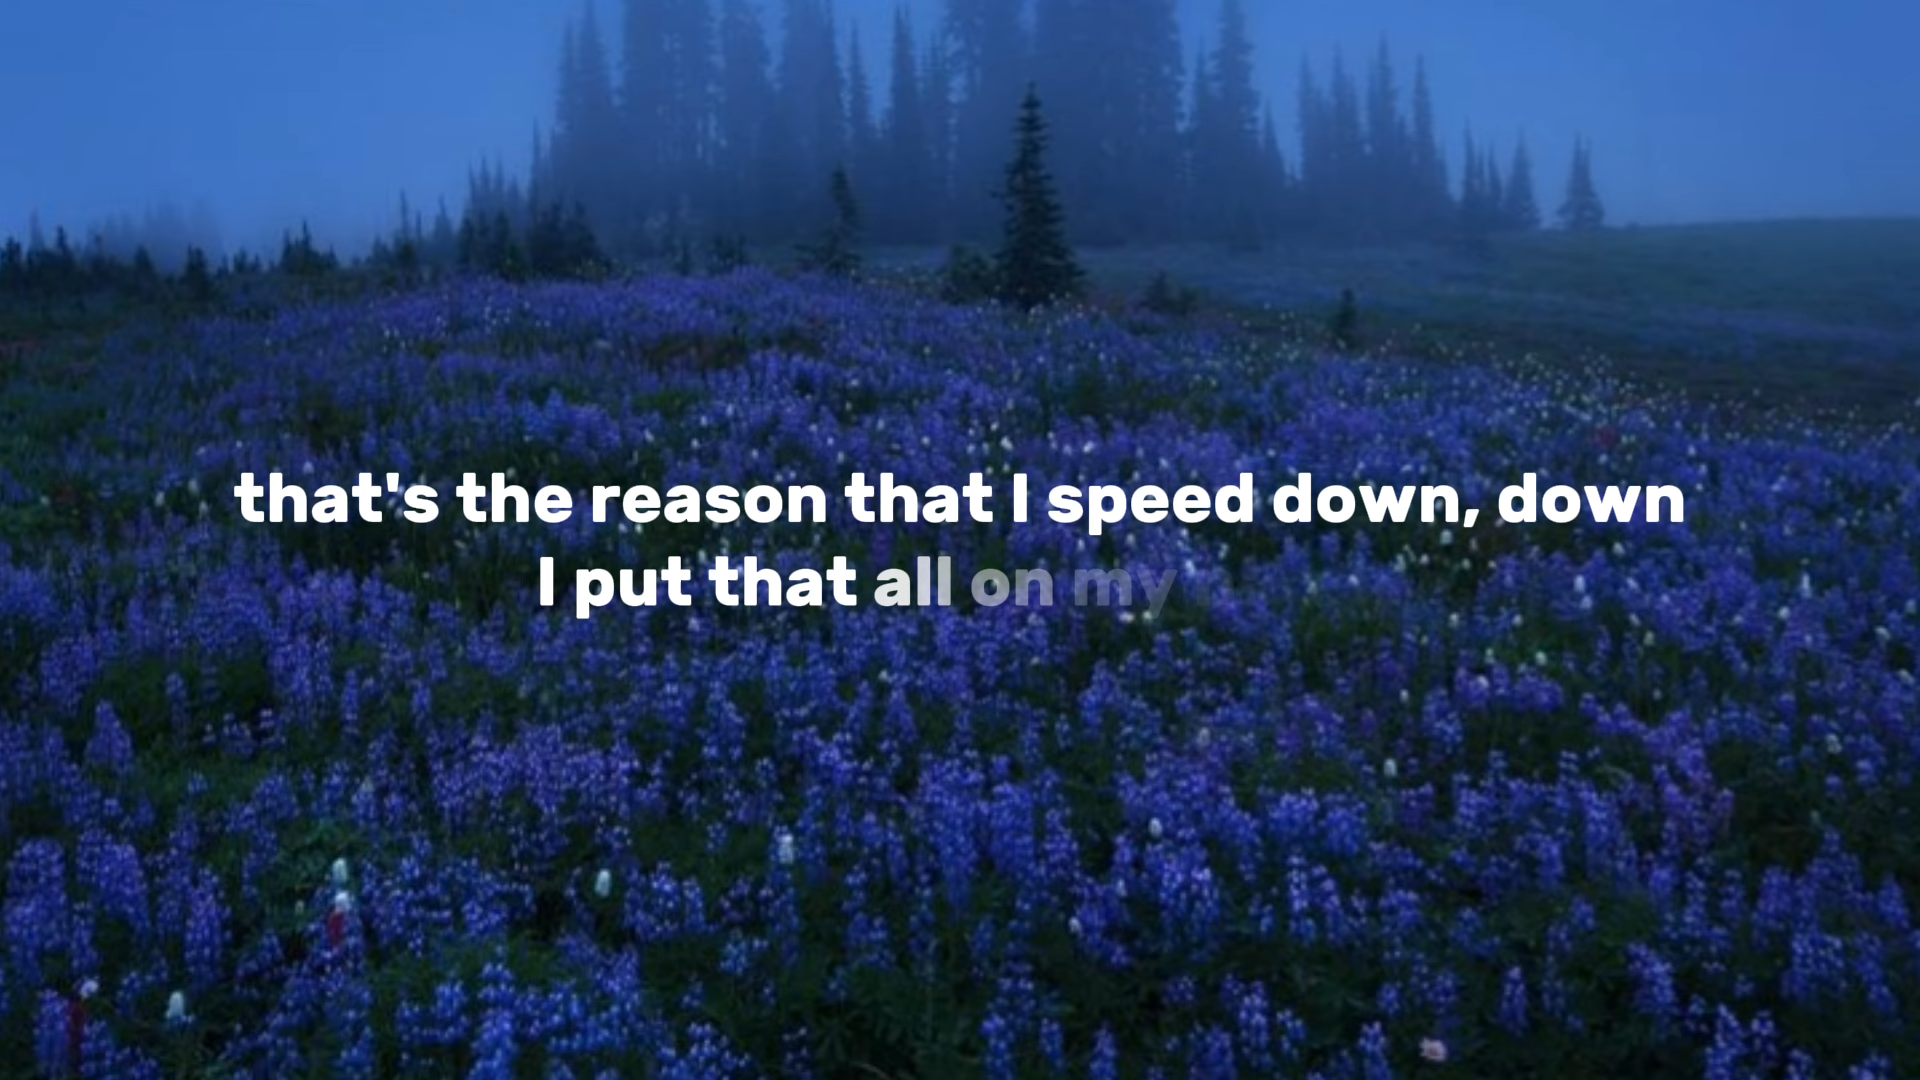 that's the reason that I speed down, down
I put that all on my